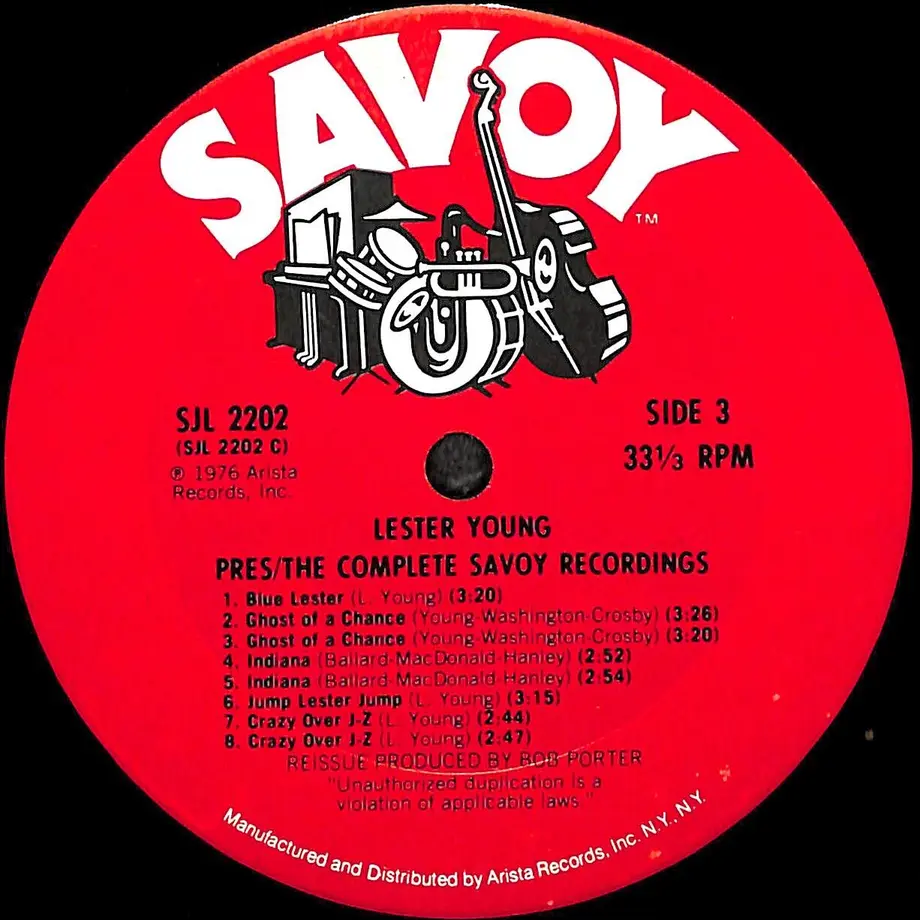 SAVOY
TM
SJL 2202
(SJL 2202 C)
℗ 1976 Arista
Records, Inc.
SIDE 3
33⅓ RPM
LESTER YOUNG
PRES/THE COMPLETE SAVOY RECORDINGS
1. Blue Lester (L. Young) (3:20)
2. Ghost of a Chance (Young-Washington-Crosby) (3:26)
3. Ghost of a Chance (Young-Washington-Crosby) (3:20)
4. Indiana (Ballard-MacDonald-Hanley) (2:52)
5. Indiana (Ballard-MacDonald-Hanley) (2:54)
6. Jump Lester Jump (L. Young) (3:15)
7. Crazy Over J-Z (L. Young) (2:44)
8. Crazy Over J-Z (L. Young) (2:47)
REISSUE PRODUCED BY BOB PORTER
"Unauthorized duplication is a
violation of applicable laws."
Manufactured and Distributed by Arista Records, Inc. N.Y., N.Y.